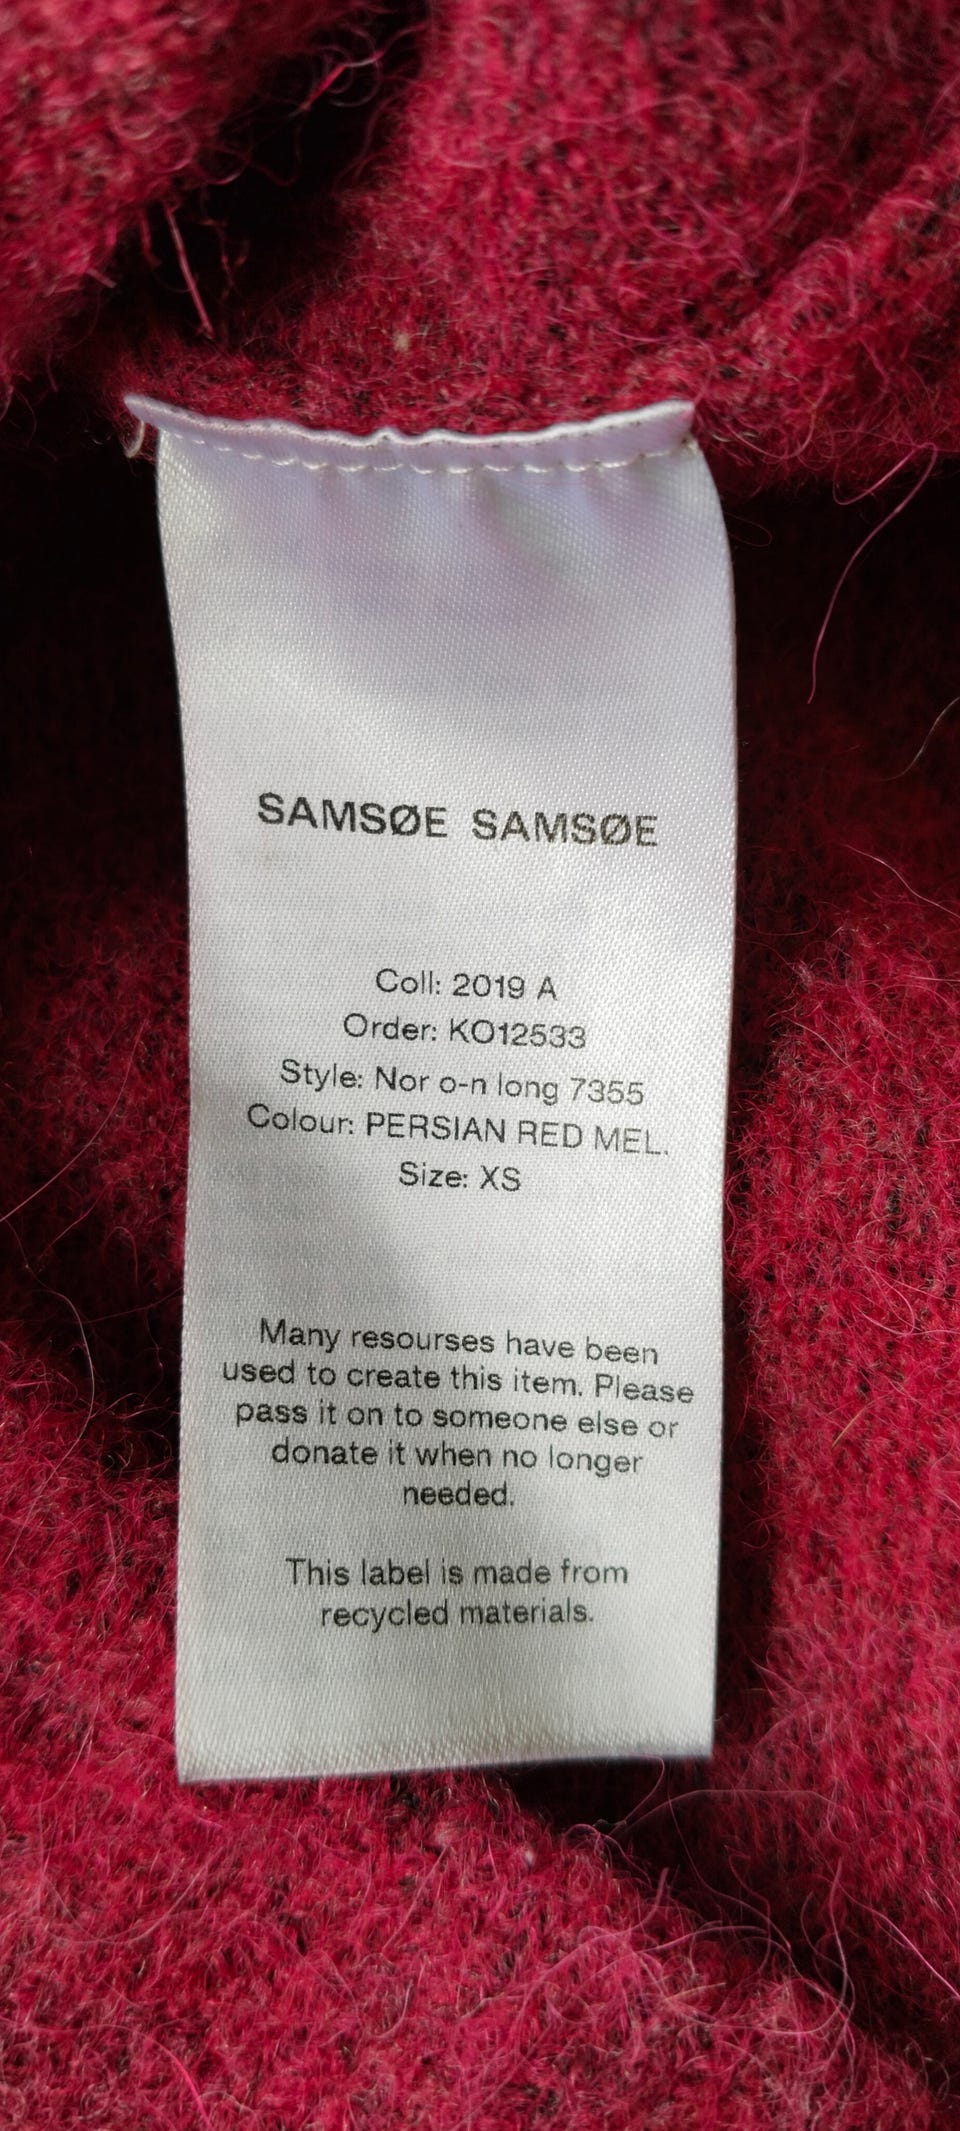 SAMSØE SAMSØE
Coll: 2019 A
Order: KO12533
Style: Nor o-n long 7355
Colour: PERSIAN RED MEL.
Size: XS
Many resourses have been
used to create this item. Please
pass it on to someone else or
donate it when no longer
needed.
This label is made from
recycled materials.